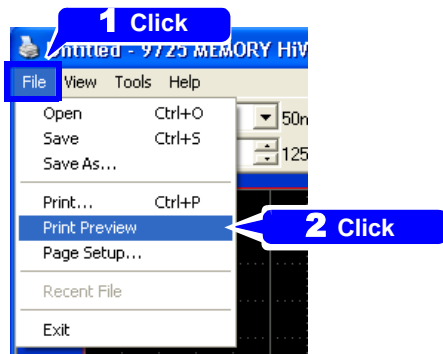 1 Click
Untitled - 9725 MEMORY HiV
File View Tools Help
Open Ctrl+O
50n
Save Ctrl+S
125
Save As...
Print... Ctrl+P
Print Preview
2 Click
Page Setup...
Recent File
Exit